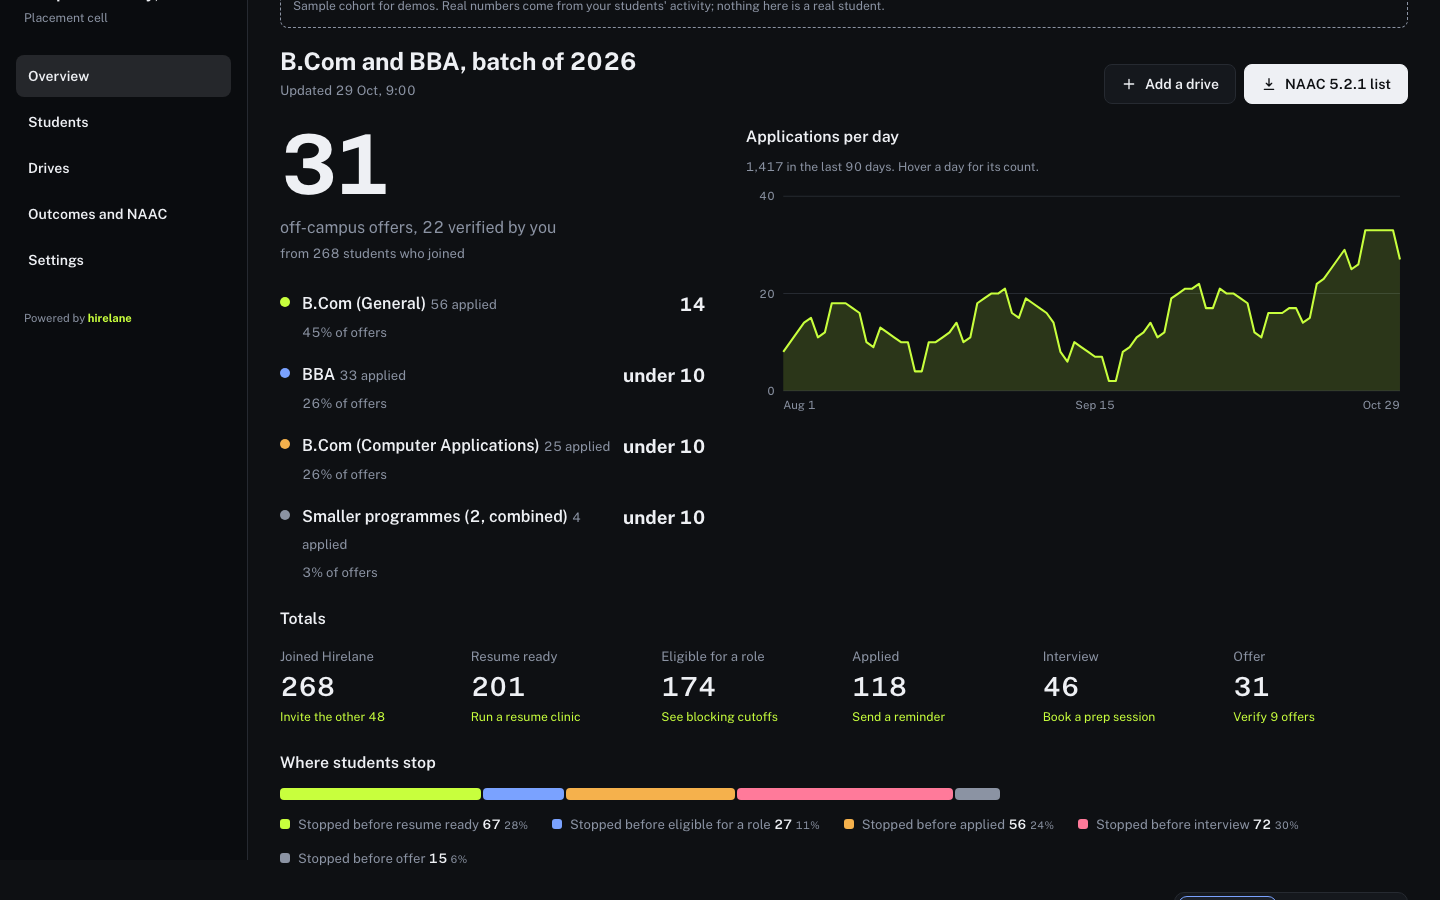 Placement cell
Overview
Students
Drives
Outcomes and NAAC
Settings
Powered by hirelane
Sample cohort for demos. Real numbers come from your students' activity; nothing here is a real student.
B.Com and BBA, batch of 2026
Updated 29 Oct, 9:00
Add a drive
NAAC 5.2.1 list
31
off-campus offers, 22 verified by you
from 268 students who joined
B.Com (General) 56 applied
14
45% of offers
BBA 33 applied
under 10
26% of offers
B.Com (Computer Applications) 25 applied
under 10
26% of offers
Smaller programmes (2, combined) 4
applied
under 10
3% of offers
Applications per day
1,417 in the last 90 days. Hover a day for its count.
40
20
0
Aug 1
Sep 15
Oct 29
Totals
Joined Hirelane
268
Invite the other 48
Resume ready
201
Run a resume clinic
Eligible for a role
174
See blocking cutoffs
Applied
118
Send a reminder
Interview
46
Book a prep session
Offer
31
Verify 9 offers
Where students stop
Stopped before resume ready 67 28%
Stopped before eligible for a role 27 11%
Stopped before applied 56 24%
Stopped before interview 72 30%
Stopped before offer 15 6%